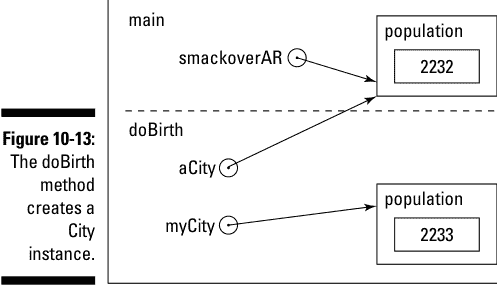 main
population
smackoverAR
2232
doBirth
Figure 10-13:
The doBirth
method
creates a
City
instance.
aCity
myCity
population
2233